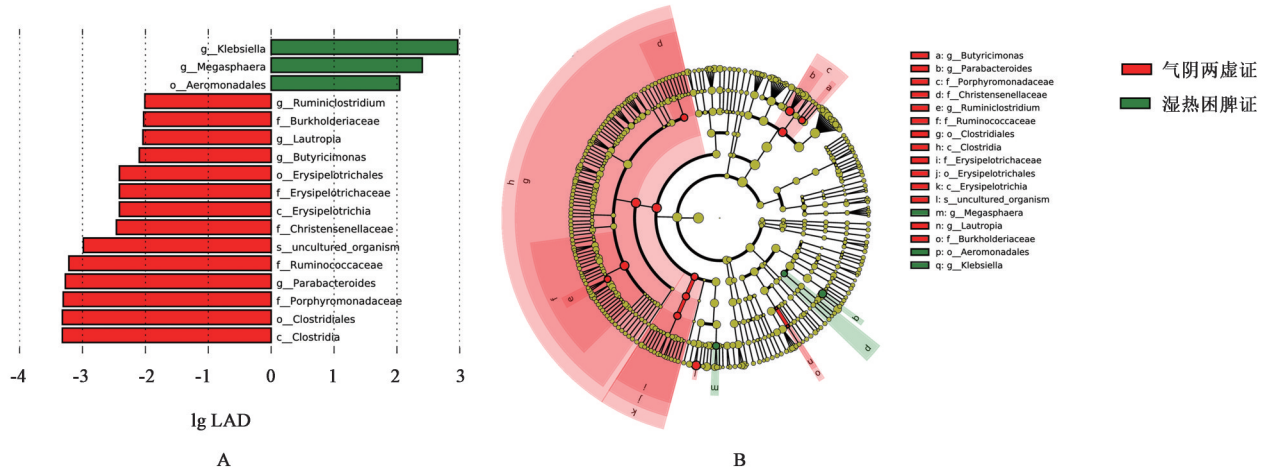 g__Klebsiella
g__Megasphaera
o__Aeromonadales
g__Ruminiclostridium
f__Burkholderiaceae
g__Lautropia
g__Butyricimonas
o__Erysipelotrichales
f__Erysipelotrichaceae
c__Erysipelotrichia
f__Christensenellaceae
s__uncultured_organism
f__Ruminococcaceae
g__Parabacteroides
f__Porphyromonadaceae
o__Clostridiales
c__Clostridia
-4 -3 -2 -1 0 1 2 3
lg LAD
A
d
c
b
a
h
g
f
e
l
j
k
m
n
o
q
p
B
a: g__Butyricimonas
b: g__Parabacteroides
c: f__Porphyromonadaceae
d: f__Christensenellaceae
e: g__Ruminiclostridium
f: f__Ruminococcaceae
g: o__Clostridiales
h: c__Clostridia
i: f__Erysipelotrichaceae
j: o__Erysipelotrichales
k: c__Erysipelotrichia
l: s__uncultured_organism
m: g__Megasphaera
n: g__Lautropia
o: f__Burkholderiaceae
p: o__Aeromonadales
q: g__Klebsiella
气阴两虚证
湿热困脾证